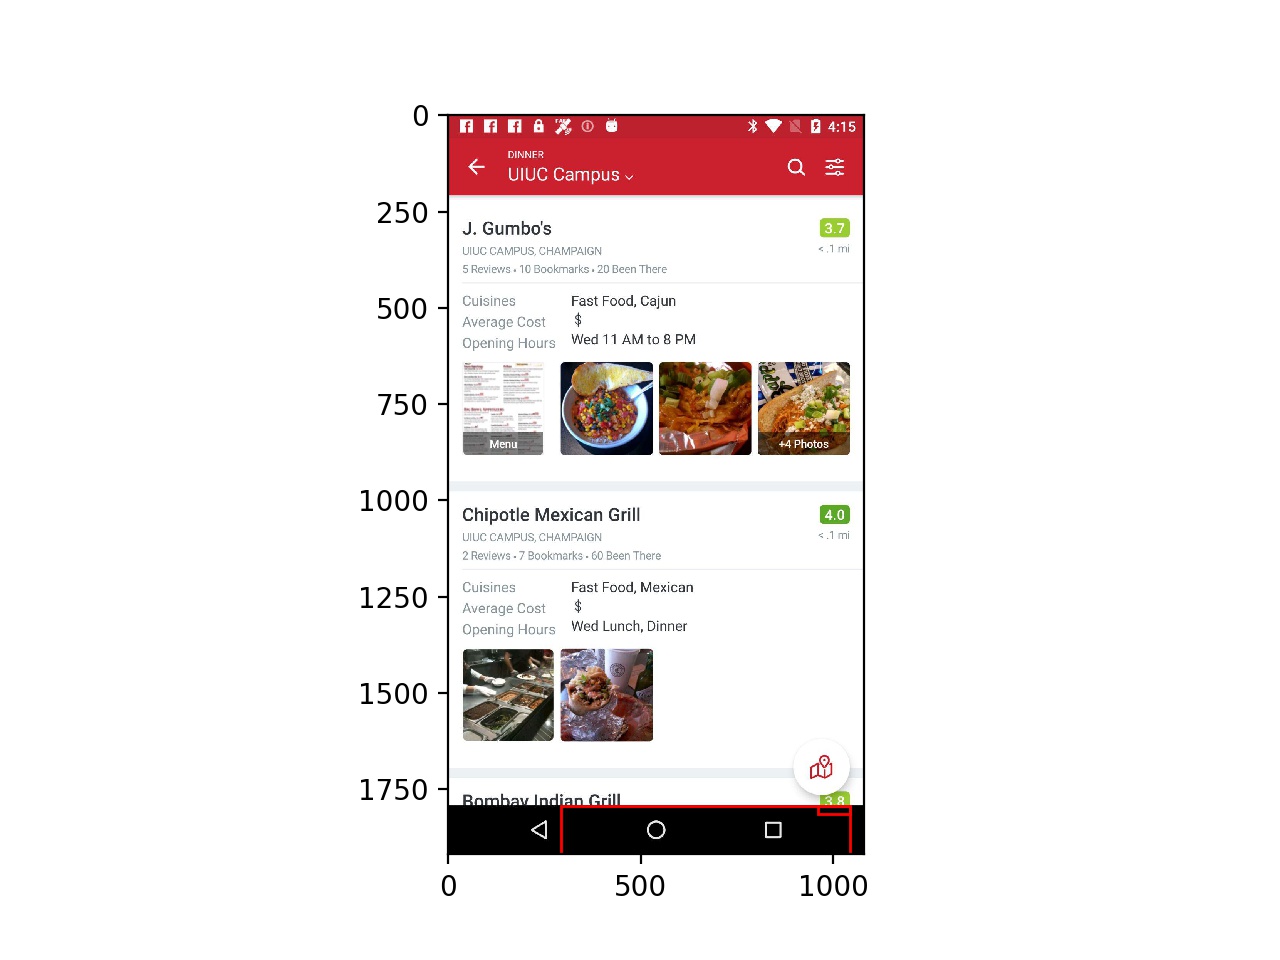 0
250
500
750
1000
1250
1500
1750
0 500 1000
4:15
DINNER
UIUC Campus
J. Gumbo's 3.7
UIUC CAMPUS, CHAMPAIGN < .1 mi
5 Reviews • 10 Bookmarks • 20 Been There
Cuisines Fast Food, Cajun
Average Cost $
Opening Hours Wed 11 AM to 8 PM
Menu +4 Photos
Chipotle Mexican Grill 4.0
UIUC CAMPUS, CHAMPAIGN < .1 mi
2 Reviews • 7 Bookmarks • 60 Been There
Cuisines Fast Food, Mexican
Average Cost $
Opening Hours Wed Lunch, Dinner
Bombay Indian Grill 3.8